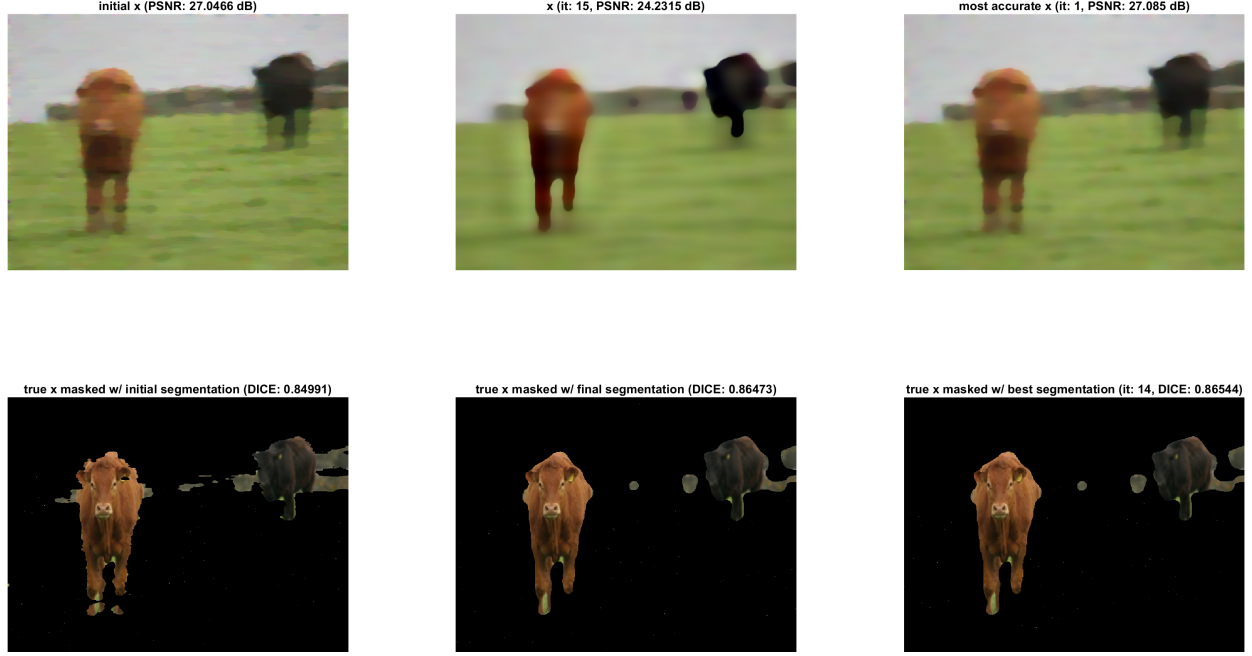 initial x (PSNR: 27.0466 dB)
x (it: 15, PSNR: 24.2315 dB)
most accurate x (it: 1, PSNR: 27.085 dB)
true x masked w/ initial segmentation (DICE: 0.84991)
true x masked w/ final segmentation (DICE: 0.86473)
true x masked w/ best segmentation (it: 14, DICE: 0.86544)